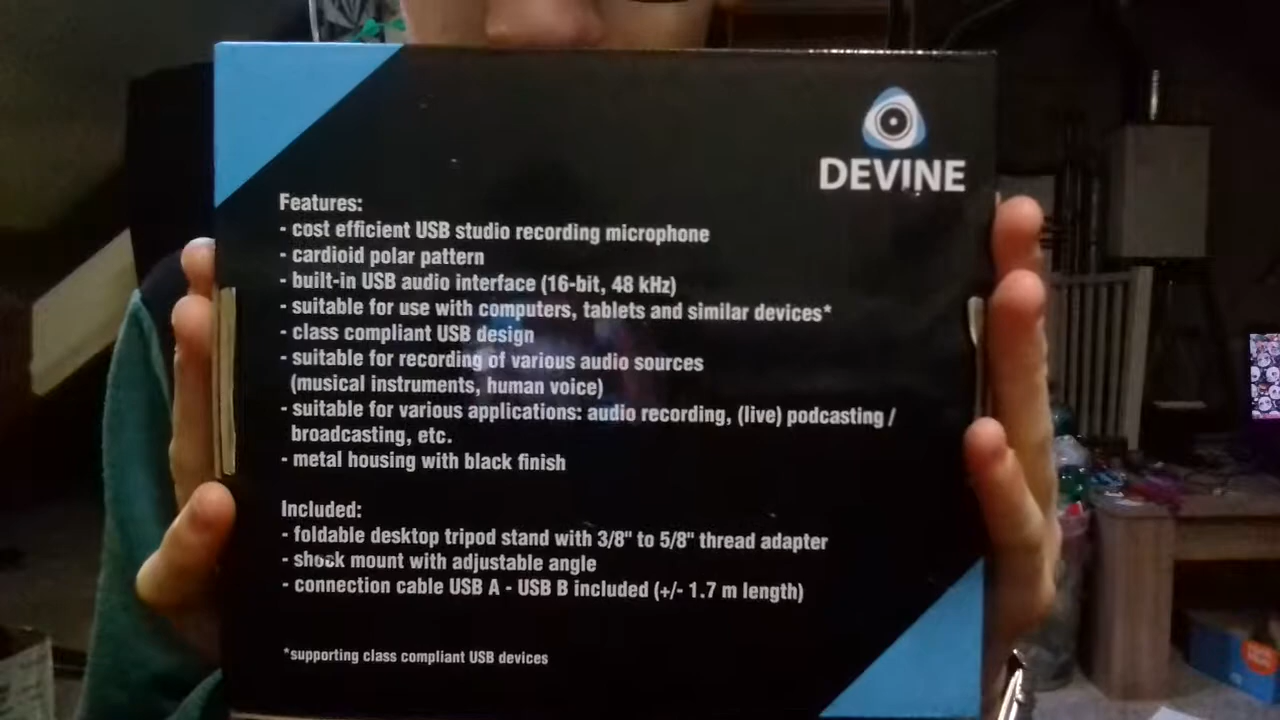 DEVINE
Features:
- cost efficient USB studio recording microphone
- cardioid polar pattern
- built-in USB audio interface (16-bit, 48 kHz)
- suitable for use with computers, tablets and similar devices*
- class compliant USB design
- suitable for recording of various audio sources
(musical instruments, human voice)
- suitable for various applications: audio recording, (live) podcasting /
broadcasting, etc.
- metal housing with black finish
Included:
- foldable desktop tripod stand with 3/8" to 5/8" thread adapter
- shock mount with adjustable angle
- connection cable USB A - USB B included (+/- 1.7 m length)
*supporting class compliant USB devices